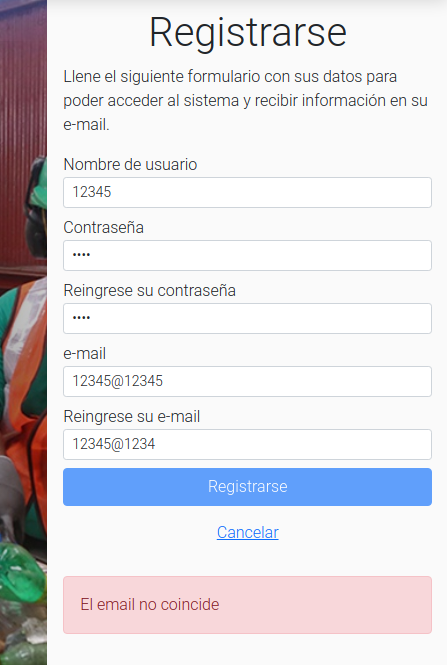 Registrarse
Llene el siguiente formulario con sus datos para
poder acceder al sistema y recibir información en su
e-mail.
Nombre de usuario
12345
Contraseña
••••
Reingrese su contraseña
••••
e-mail
12345@12345
Reingrese su e-mail
12345@1234
Registrarse
Cancelar
El email no coincide